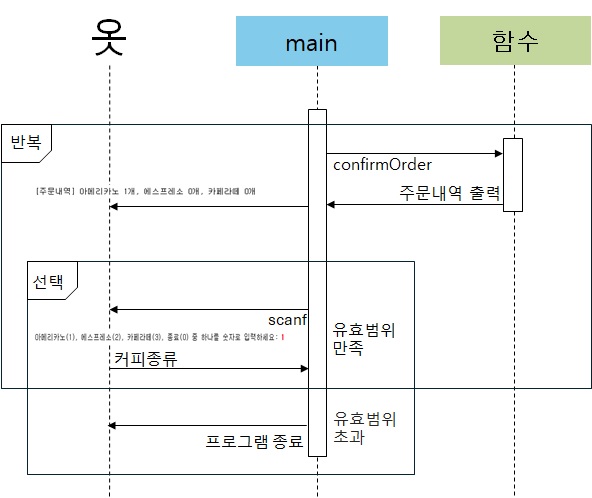 옷
main
함수
반복
confirmOrder
[주문내역] 아메리카노 1개, 에스프레소 0개, 카페라떼 0개
주문내역 출력
선택
scanf
유효범위
만족
아메리카노(1), 에스프레소(2), 카페라떼(3), 종료(0) 중 하나를 숫자로 입력하세요:
커피종류
유효범위
초과
프로그램 종료